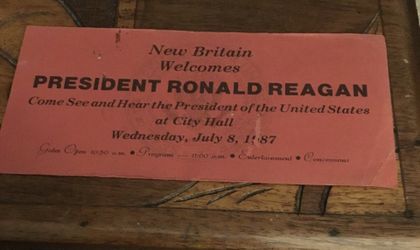 New Britain
Welcomes
PRESIDENT RONALD REAGAN
Come See and Hear the President of the United States
at City Hall
Wednesday, July 8, 1987
Gates Open 10:30 a.m. • Program — 11:00 a.m. • Entertainment • Concessions